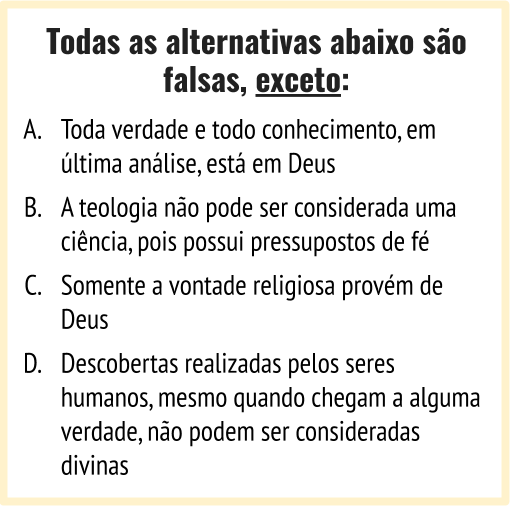 Todas as alternativas abaixo são
falsas, exceto:
A. Toda verdade e todo conhecimento, em
última análise, está em Deus
B. A teologia não pode ser considerada uma
ciência, pois possui pressupostos de fé
C. Somente a vontade religiosa provém de
Deus
D. Descobertas realizadas pelos seres
humanos, mesmo quando chegam a alguma
verdade, não podem ser consideradas
divinas